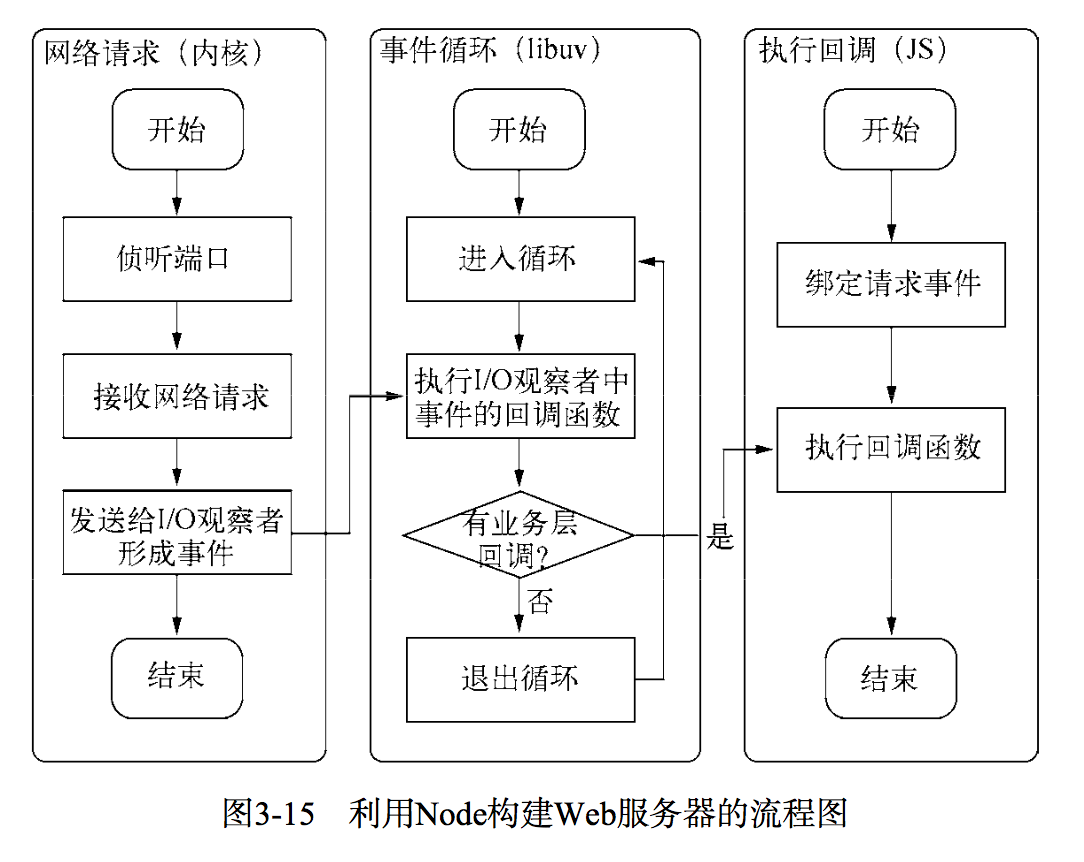 网络请求（内核）
开始
侦听端口
接收网络请求
发送给I/O观察者
形成事件
结束
事件循环（libuv）
开始
进入循环
执行I/O观察者中
事件的回调函数
有业务层
回调?
是
否
退出循环
执行回调（JS）
开始
绑定请求事件
执行回调函数
结束
图3-15　利用Node构建Web服务器的流程图